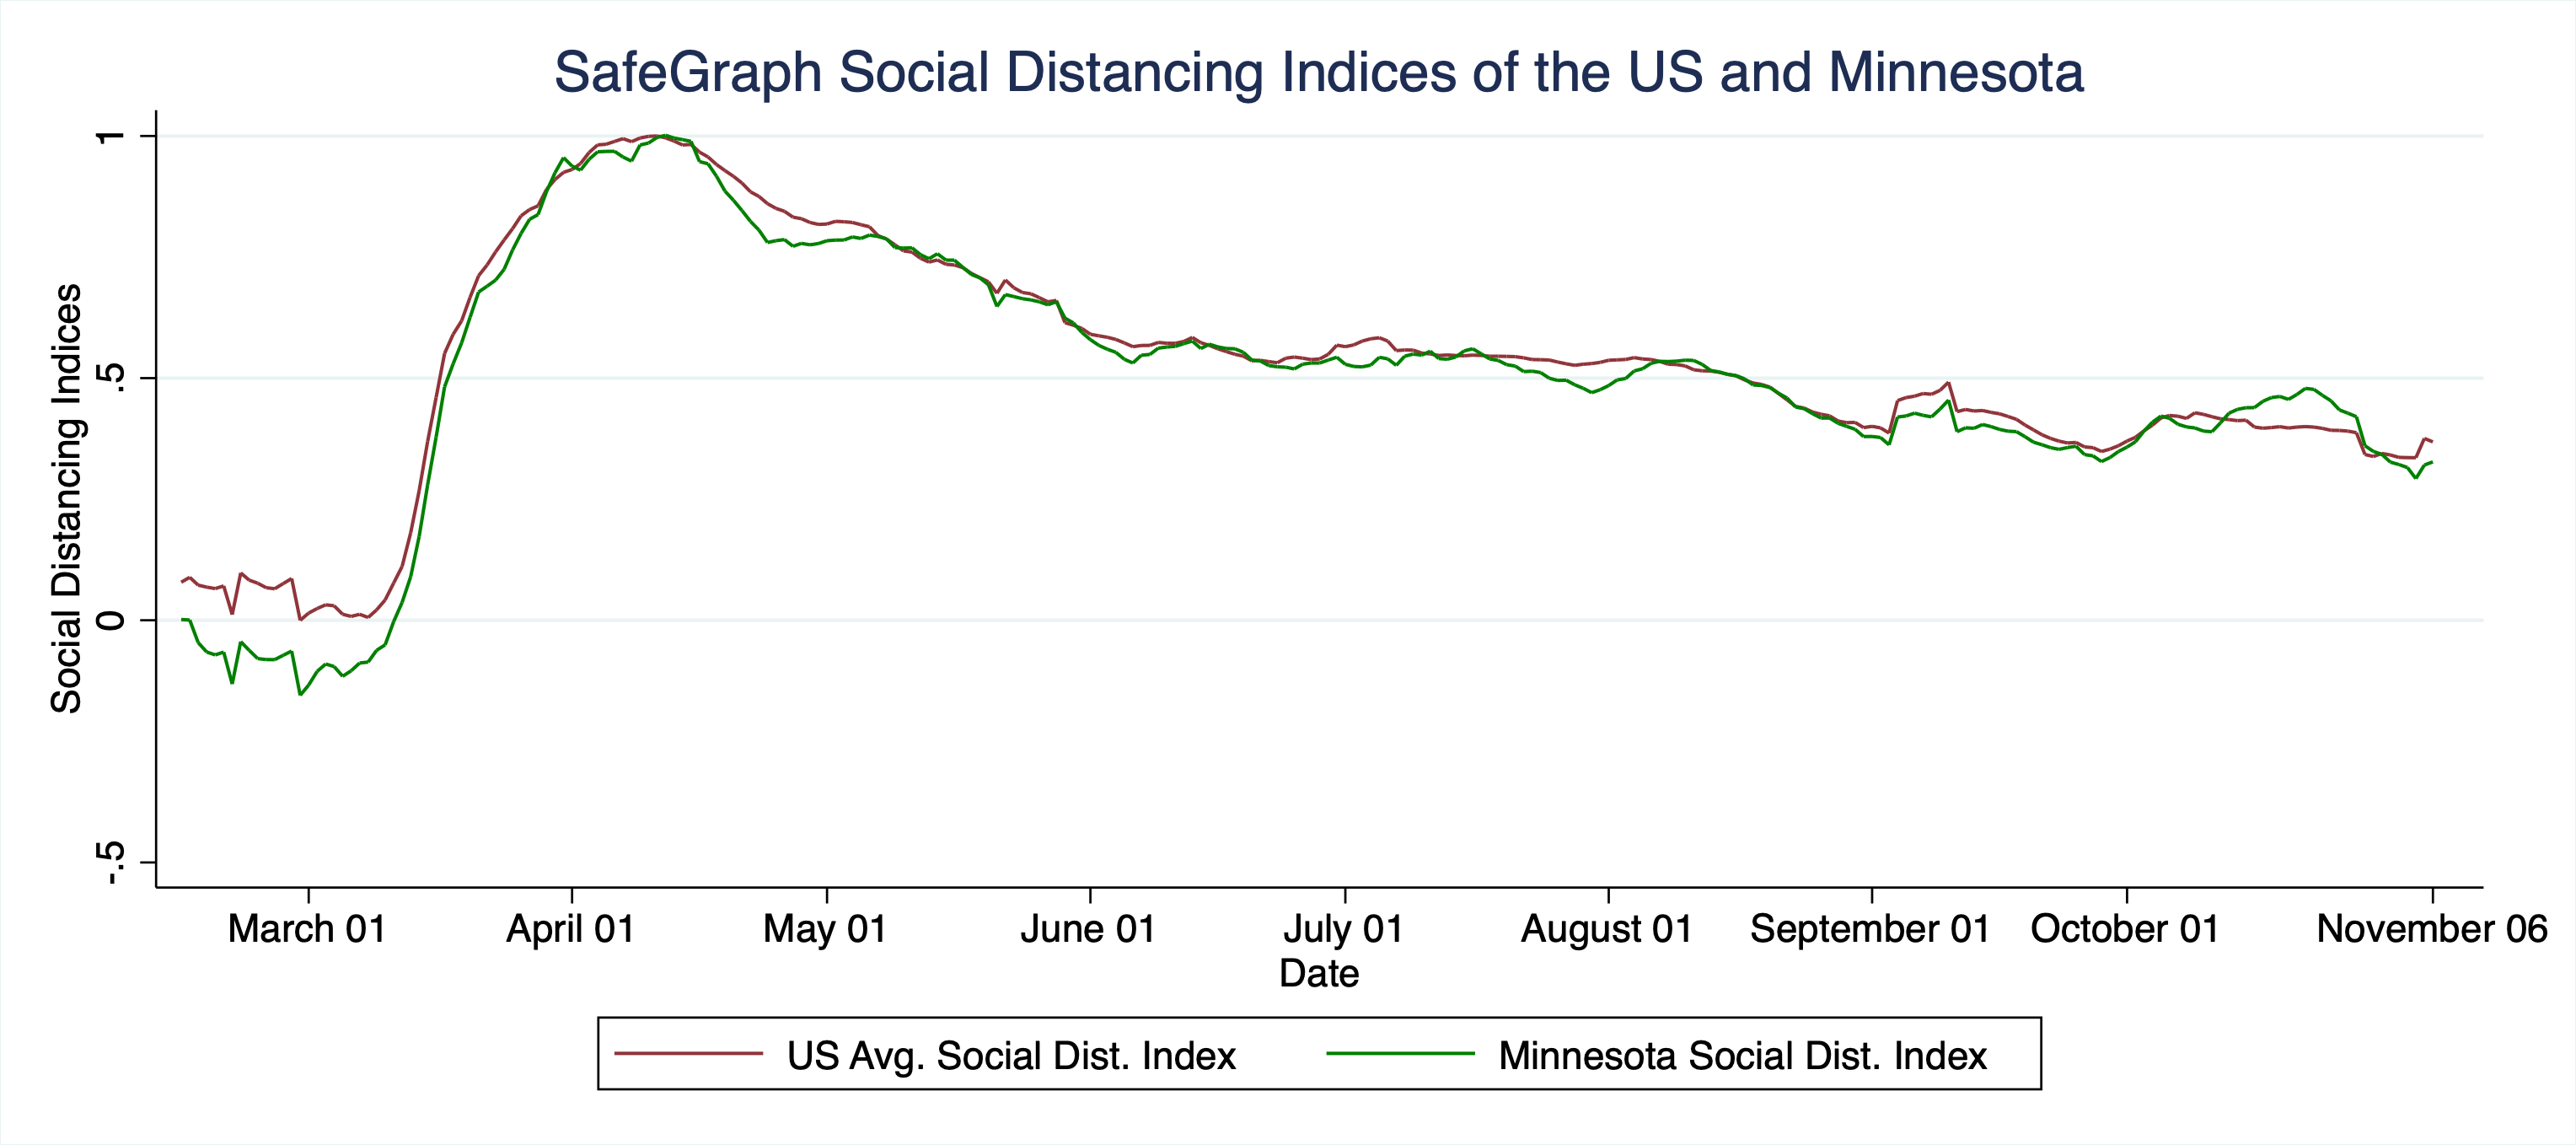 SafeGraph Social Distancing Indices of the US and Minnesota
Social Distancing Indices
1
.5
0
-.5
March 01
April 01
May 01
June 01
July 01
August 01
September 01
October 01
November 06
Date
US Avg. Social Dist. Index
Minnesota Social Dist. Index